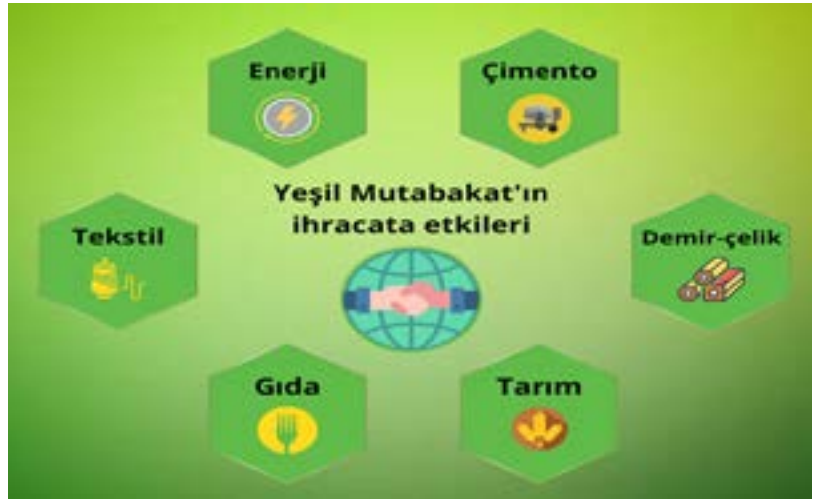 Enerji
Çimento
Yeşil Mutabakat'ın
ihracata etkileri
Tekstil
Demir-çelik
Gıda
Tarım